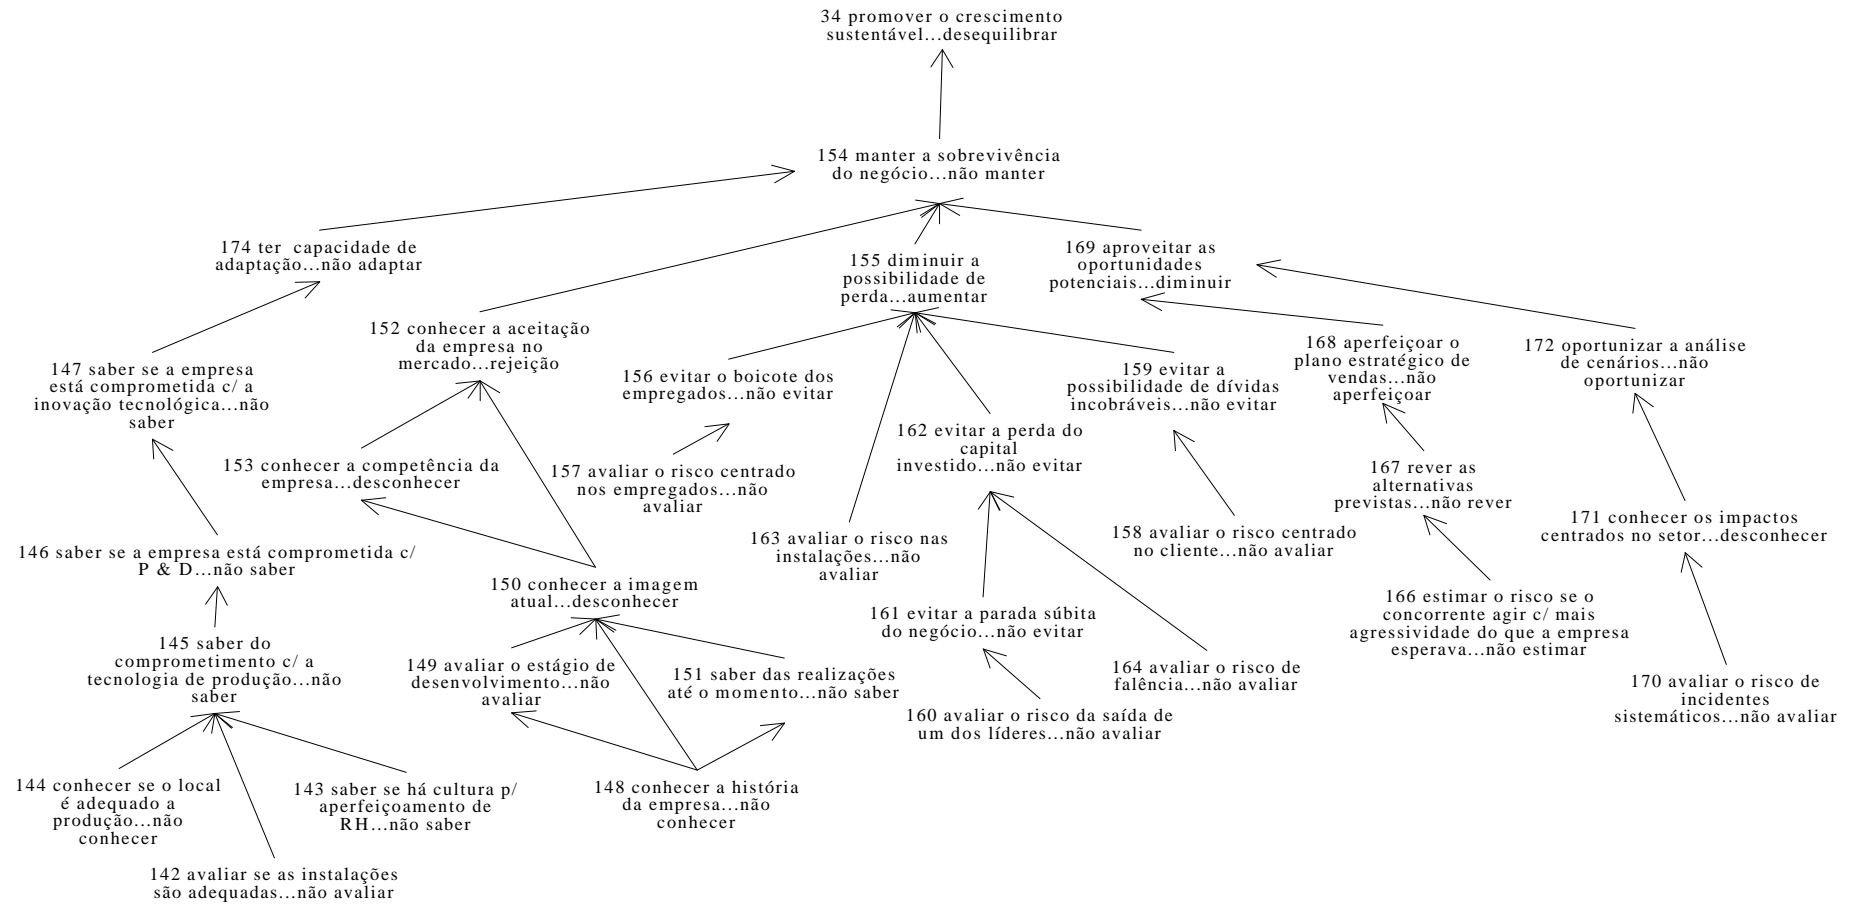 34 promover o crescimento
sustentável...desequilibrar
154 manter a sobrevivência
do negócio...não manter
174 ter capacidade de
adaptação...não adaptar
155 diminuir a
possibilidade de
perda...aumentar
169 aproveitar as
oportunidades
potenciais...diminuir
152 conhecer a aceitação
da empresa no
mercado...rejeição
147 saber se a empresa
está comprometida c/ a
inovação tecnológica...não
saber
156 evitar o boicote dos
empregados...não evitar
159 evitar a
possibilidade de dívidas
incobráveis...não evitar
168 aperfeiçoar o
plano estratégico de
vendas...não
aperfeiçoar
172 oportunizar a análise
de cenários...não
oportunizar
153 conhecer a competência da
empresa...desconhecer
157 avaliar o risco centrado
nos empregados...não
avaliar
162 evitar a perda do
capital
investido...não evitar
167 rever as
alternativas
previstas...não rever
146 saber se a empresa está comprometida c/
P & D...não saber
163 avaliar o risco nas
instalações...não
avaliar
158 avaliar o risco centrado
no cliente...não avaliar
171 conhecer os impactos
centrados no setor...desconhecer
150 conhecer a imagem
atual...desconhecer
161 evitar a parada súbita
do negócio...não evitar
166 estimar o risco se o
concorrente agir c/ mais
agressividade do que a empresa
esperava...não estimar
145 saber do
comprometimento c/ a
tecnologia de produção...não
saber
149 avaliar o estágio de
desenvolvimento...não
avaliar
151 saber das realizações
até o momento...não saber
164 avaliar o risco de
falência...não avaliar
170 avaliar o risco de
incidentes
sistemáticos...não avaliar
160 avaliar o risco da saída de
um dos líderes...não avaliar
144 conhecer se o local
é adequado a
produção...não
conhecer
143 saber se há cultura p/
aperfeiçoamento de
RH...não saber
148 conhecer a história
da empresa...não
conhecer
142 avaliar se as instalações
são adequadas...não avaliar